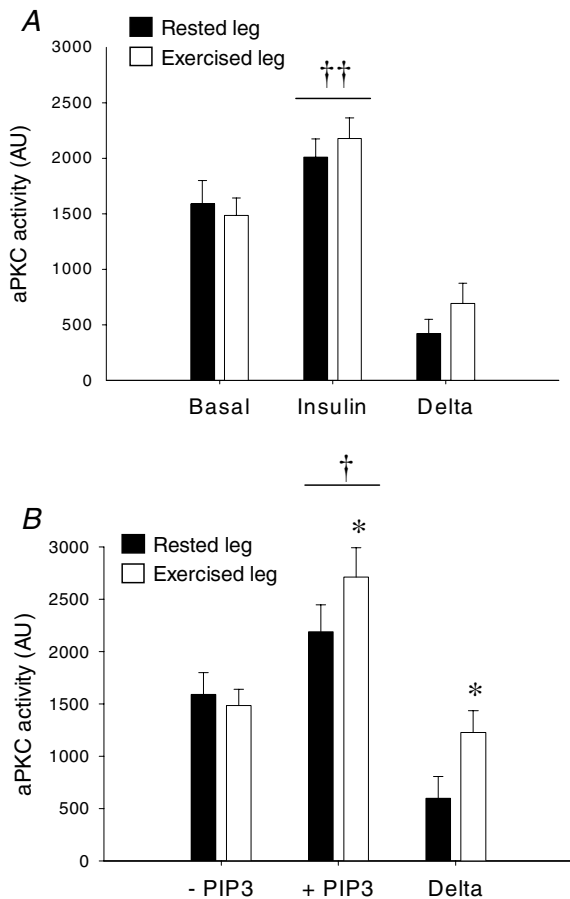 A
Rested leg
Exercised leg
††
aPKC activity (AU)
3000
2500
2000
1500
1000
500
0
Basal Insulin Delta
†
B
Rested leg
Exercised leg
*
*
aPKC activity (AU)
3000
2500
2000
1500
1000
500
0
- PIP3 + PIP3 Delta